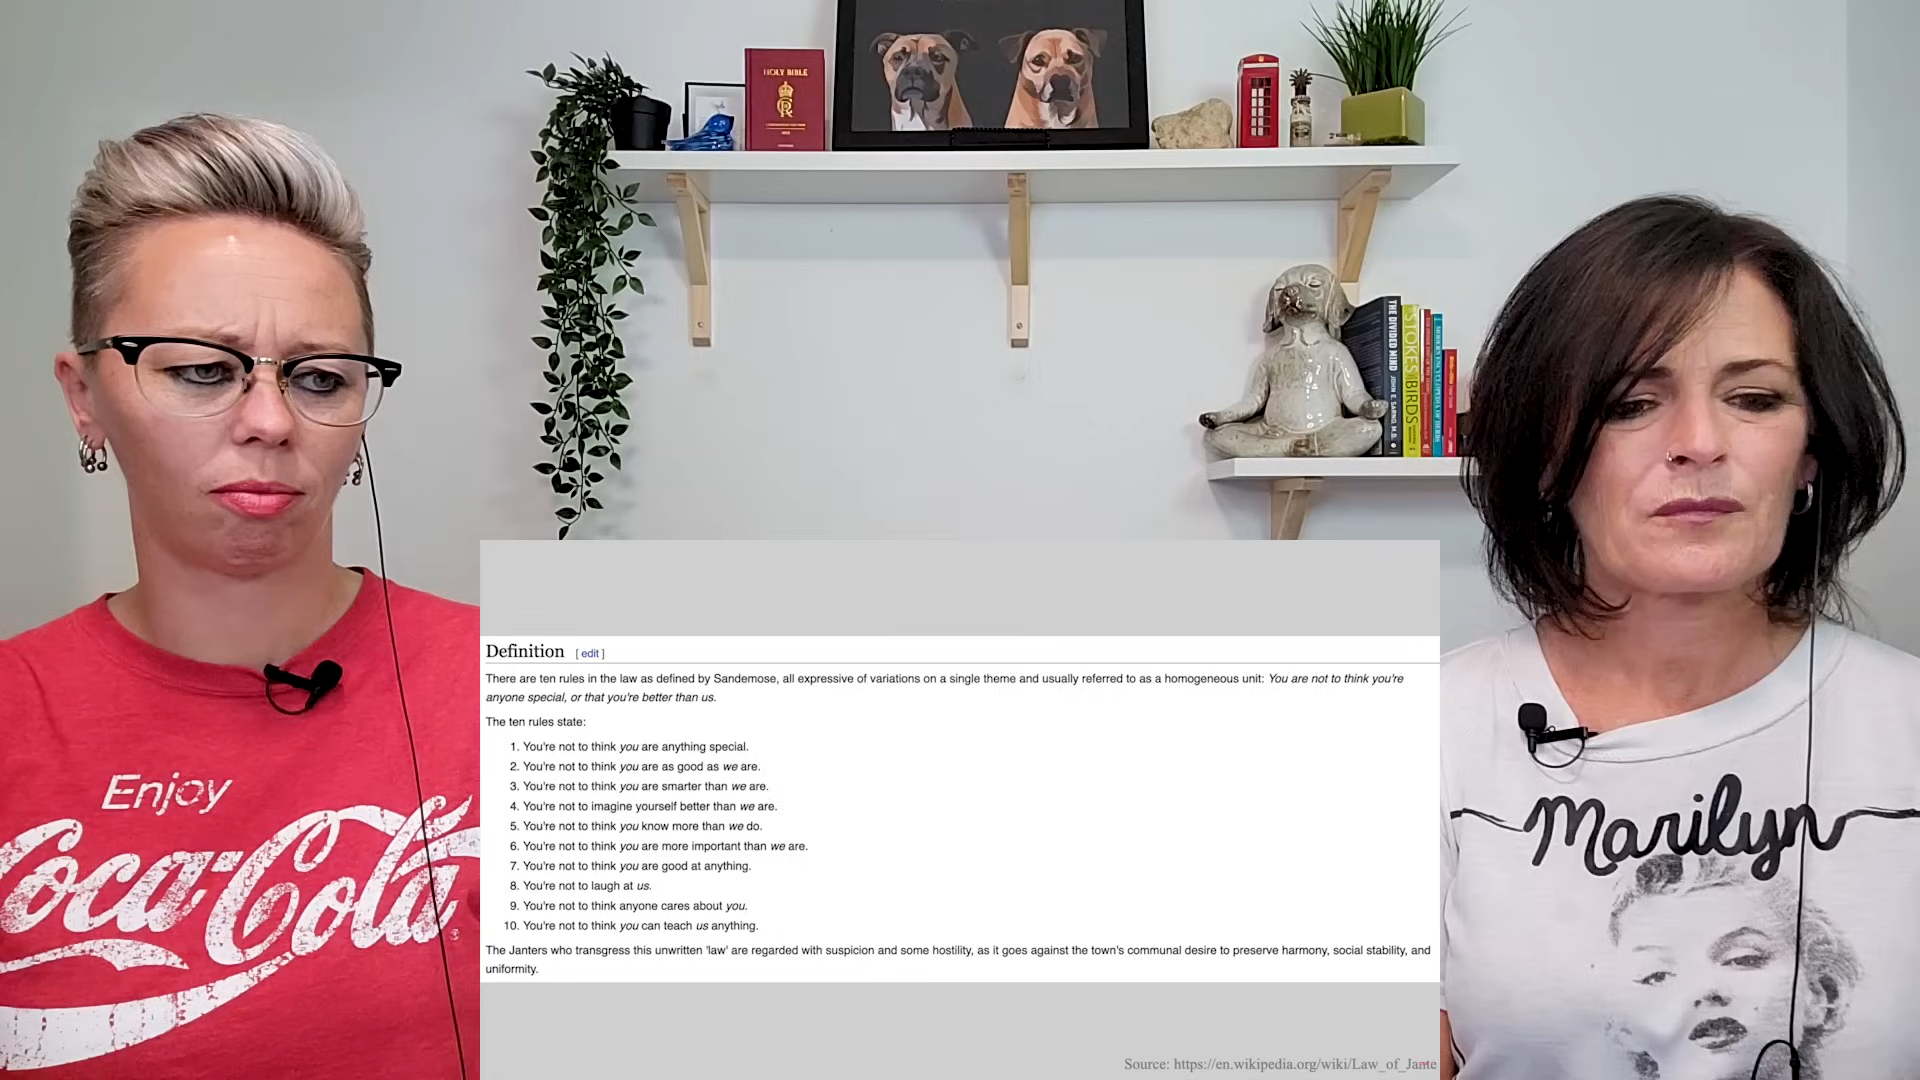 HOLY BIBLE
THE DIVIDED MIND JOHN E. SARNO, M.D.
STOKES BIRDS
Enjoy
Coca-Cola
Marilyn
Definition [ edit ]
There are ten rules in the law as defined by Sandemose, all expressive of variations on a single theme and usually referred to as a homogeneous unit: You are not to think you're
anyone special, or that you're better than us.
The ten rules state:
1. You're not to think you are anything special.
2. You're not to think you are as good as we are.
3. You're not to think you are smarter than we are.
4. You're not to imagine yourself better than we are.
5. You're not to think you know more than we do.
6. You're not to think you are more important than we are.
7. You're not to think you are good at anything.
8. You're not to laugh at us.
9. You're not to think anyone cares about you.
10. You're not to think you can teach us anything.
The Janters who transgress this unwritten 'law' are regarded with suspicion and some hostility, as it goes against the town's communal desire to preserve harmony, social stability, and
uniformity.
Source: https://en.wikipedia.org/wiki/Law_of_Jante